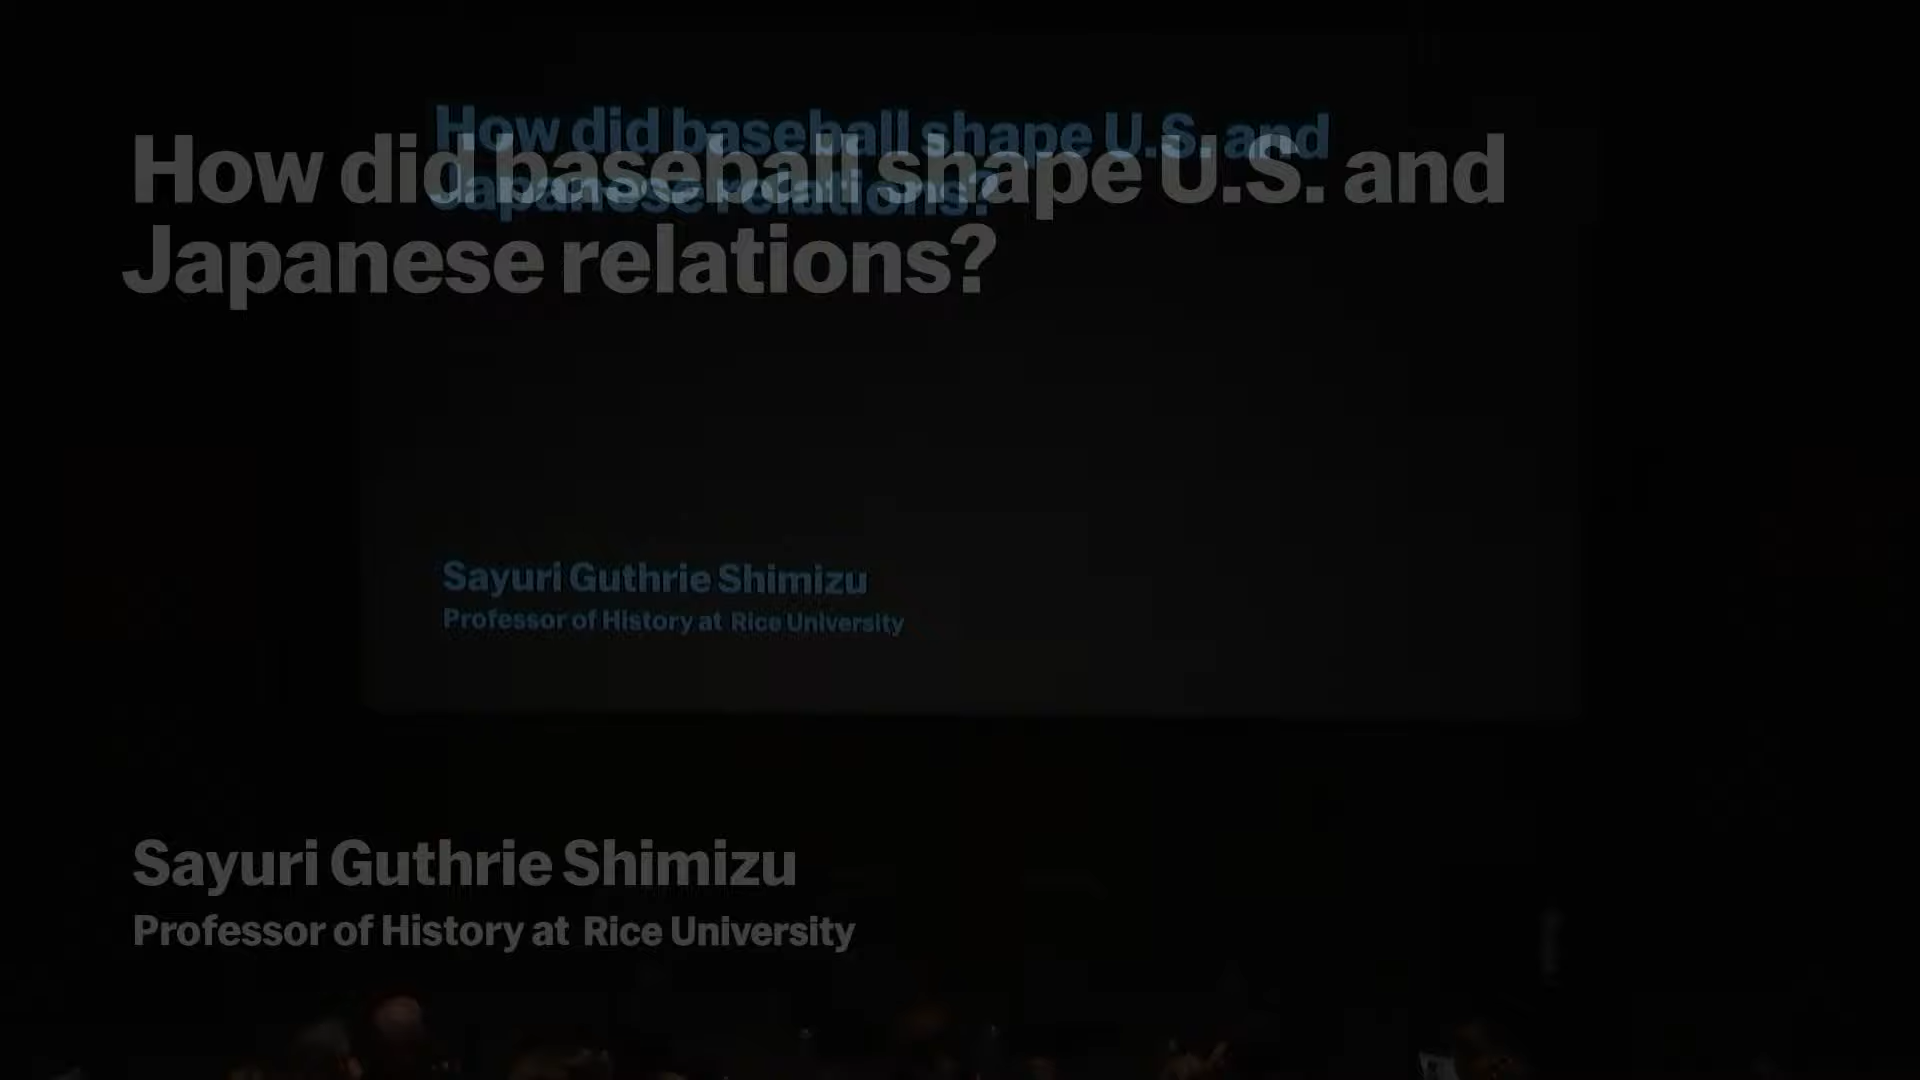 How did baseball shape U.S. and
Japanese relations?
How did baseball shape U.S. and
Japanese relations?
Sayuri Guthrie Shimizu
Professor of History at Rice University
Sayuri Guthrie Shimizu
Professor of History at Rice University